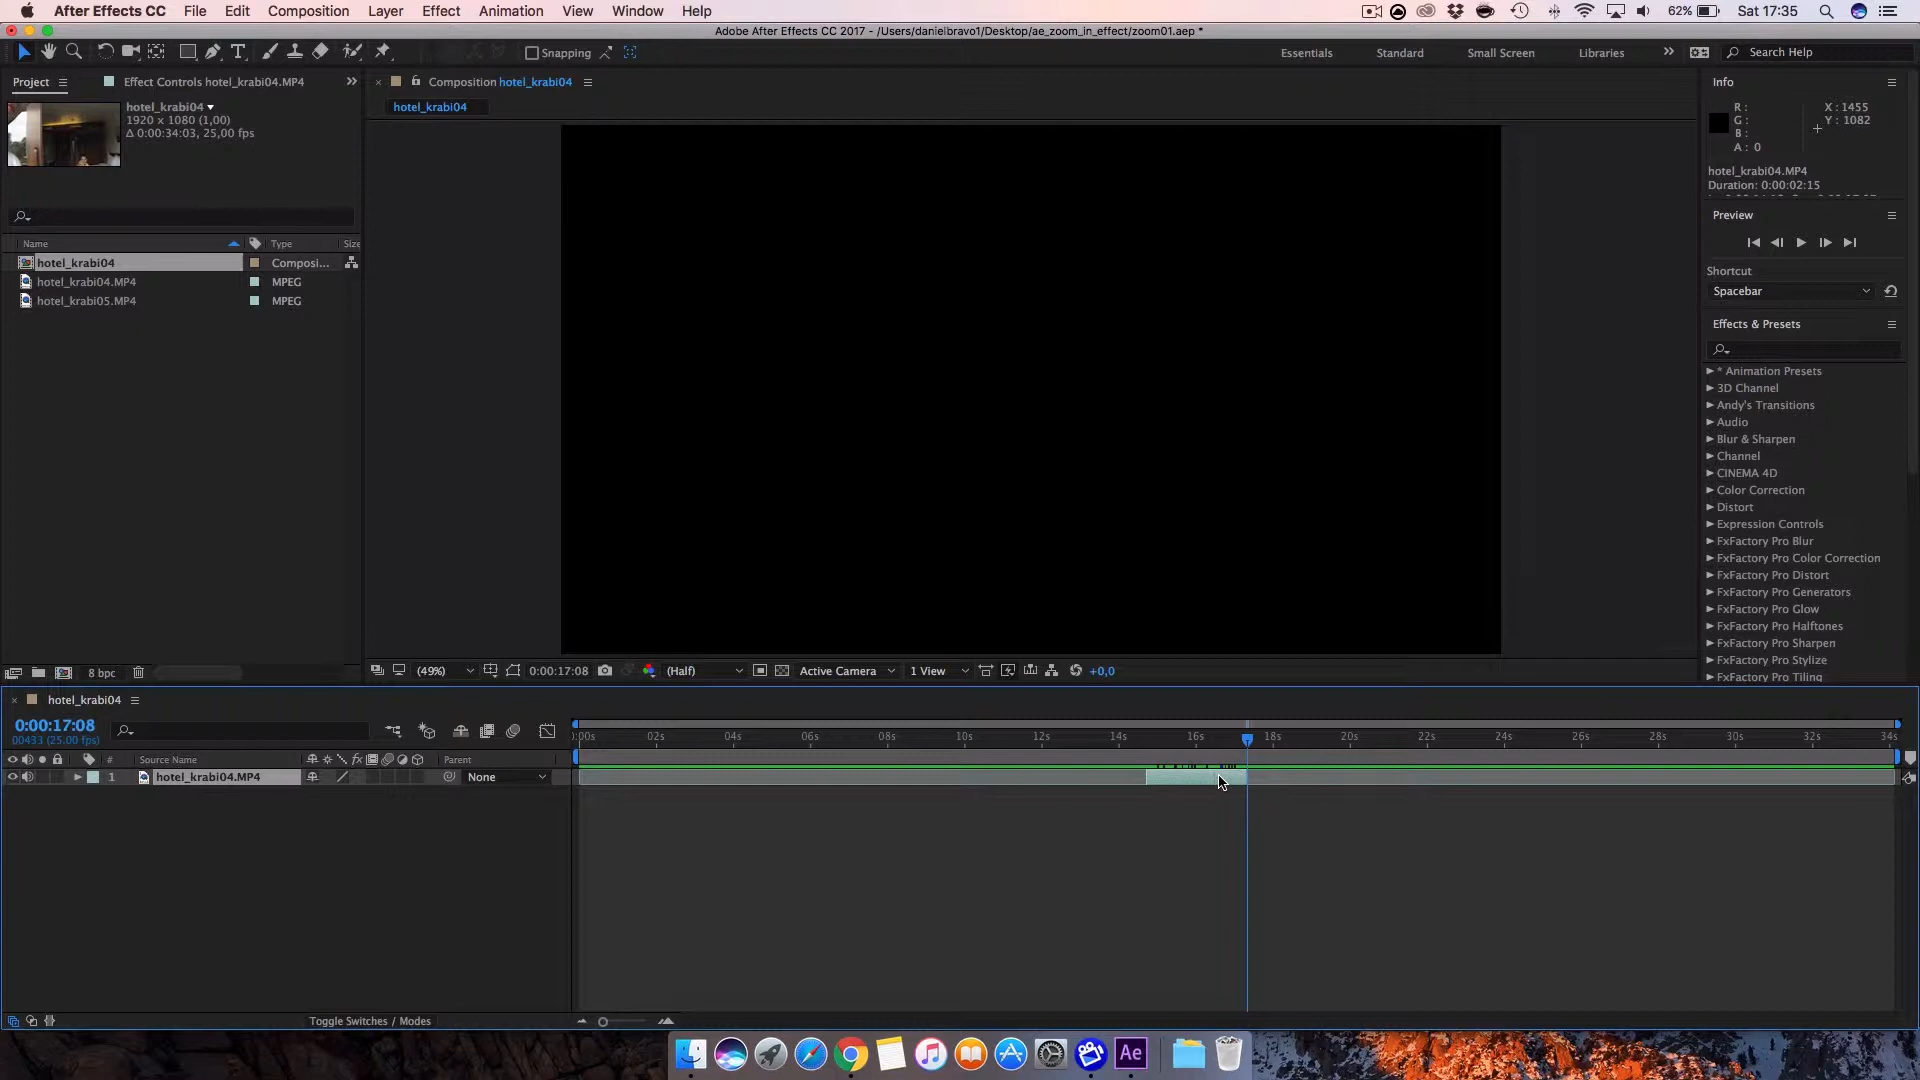 After Effects CC File Edit Composition Layer Effect Animation View Window Help
62% Sat 17:35
Adobe After Effects CC 2017 - /Users/danielbravo1/Desktop/ae_zoom_in_effect/zoom01.aep *
Snapping
Essentials Standard Small Screen Libraries
Search Help
Project
Effect Controls hotel_krabi04.MP4
Composition hotel_krabi04
hotel_krabi04
hotel_krabi04
1920 x 1080 (1,00)
Δ 0:00:34:03, 25,00 fps
Name Type Size
hotel_krabi04 Composi...
hotel_krabi04.MP4 MPEG
hotel_krabi05.MP4 MPEG
8 bpc
(49%) 0:00:17:08 (Half) Active Camera 1 View +0,0
Info
R : X : 1455
G : Y : 1082
B :
A : 0
hotel_krabi04.MP4
Duration: 0:00:02:15
Preview
Shortcut
Spacebar
Effects & Presets
* Animation Presets
3D Channel
Andy's Transitions
Audio
Blur & Sharpen
Channel
CINEMA 4D
Color Correction
Distort
Expression Controls
FxFactory Pro Blur
FxFactory Pro Color Correction
FxFactory Pro Distort
FxFactory Pro Generators
FxFactory Pro Glow
FxFactory Pro Halftones
FxFactory Pro Sharpen
FxFactory Pro Stylize
FxFactory Pro Tiling
hotel_krabi04
0:00:17:08
00433 (25.00 fps)
):00s 02s 04s 06s 08s 10s 12s 14s 16s 18s 20s 22s 24s 26s 28s 30s 32s 34s
# Source Name Parent
1 hotel_krabi04.MP4 None
Toggle Switches / Modes
Ae